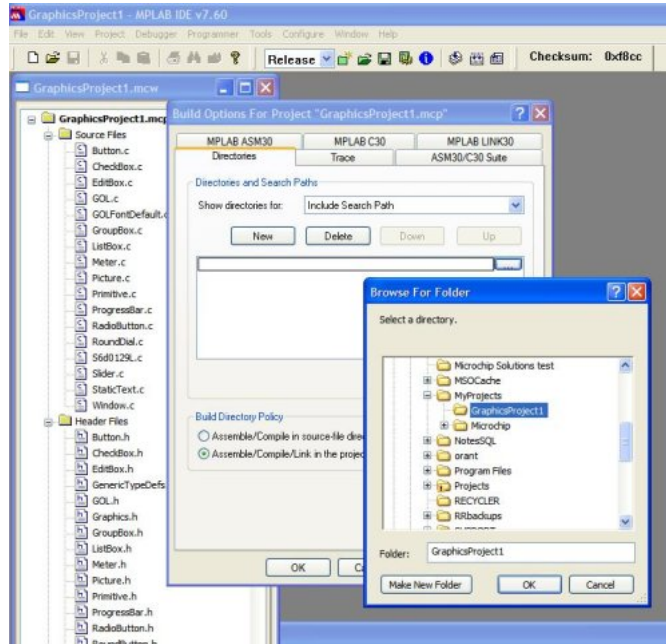 GraphicsProject1 - MPLAB IDE v7.60
File Edit View Project Debugger Programmer Tools Configure Window Help
Release Checksum: 0xf8cc
GraphicsProject1.mcw
GraphicsProject1.mcp
Source Files
Button.c
CheckBox.c
EditBox.c
GOL.c
GOLFontDefault.c
GroupBox.c
ListBox.c
Meter.c
Picture.c
Primitive.c
ProgressBar.c
RadioButton.c
RoundDial.c
S6d0129L.c
Slider.c
StaticText.c
Window.c
Header Files
Button.h
CheckBox.h
EditBox.h
GenericTypeDefs
GOL.h
Graphics.h
GroupBox.h
ListBox.h
Meter.h
Picture.h
Primitive.h
ProgressBar.h
RadioButton.h
Build Options For Project "GraphicsProject1.mcp"
MPLAB ASM30 MPLAB C30 MPLAB LINK30
Directories Trace ASM30/C30 Suite
Directories and Search Paths
Show directories for: Include Search Path
New Delete Down Up
...
Build Directory Policy
Assemble/Compile in source-file dire
Assemble/Compile/Link in the projec
OK
Browse For Folder
Select a directory.
Microchip Solutions test
MSOCache
MyProjects
GraphicsProject1
Microchip
NotesSQL
orant
Program Files
Projects
RECYCLER
RRbackups
Folder: GraphicsProject1
Make New Folder OK Cancel